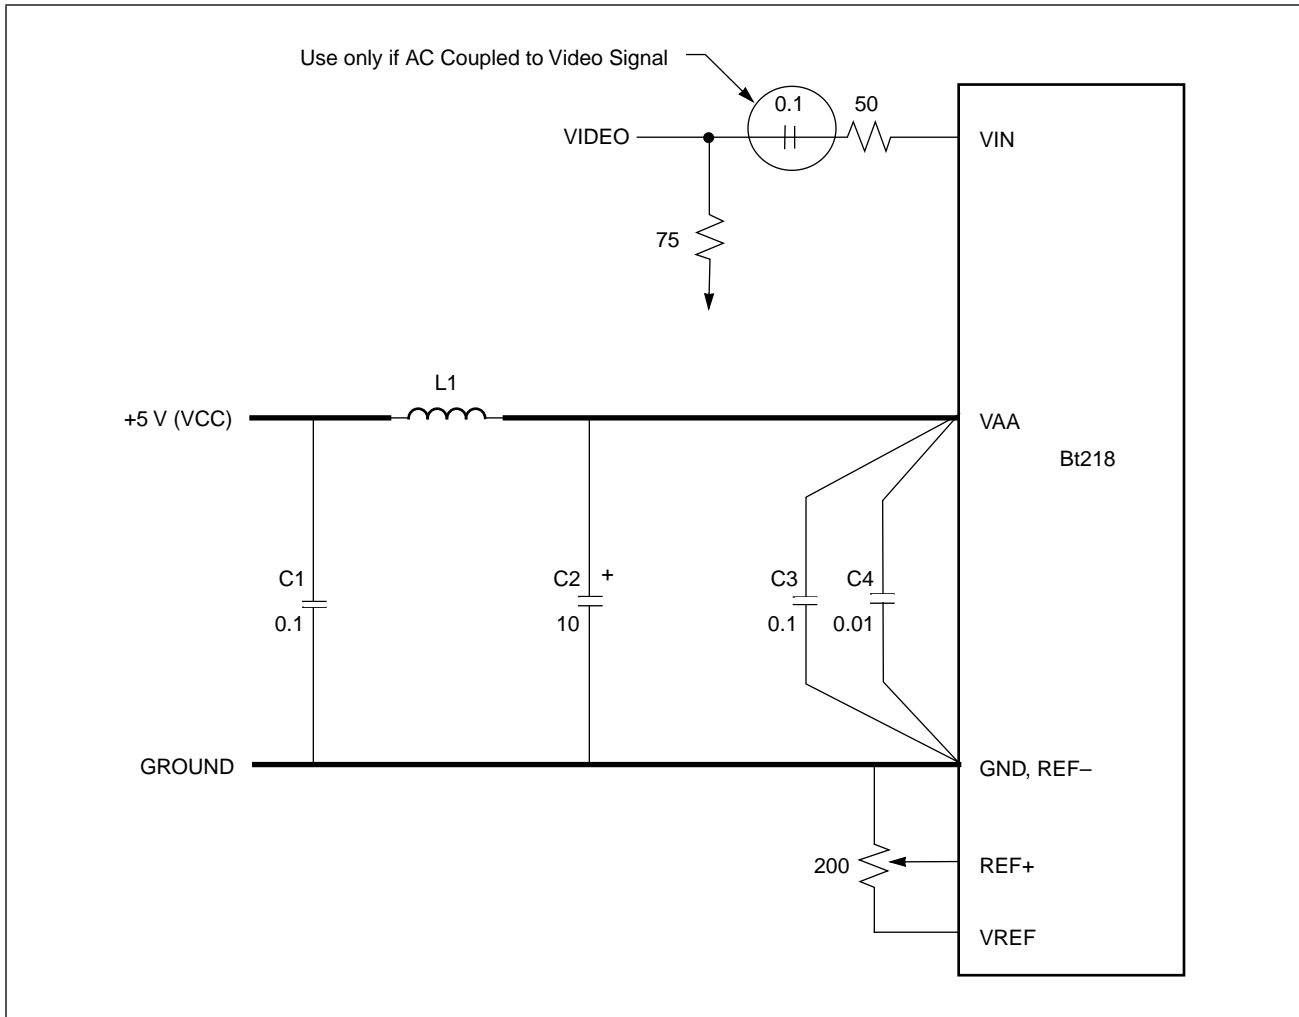 Use only if AC Coupled to Video Signal
0.1
50
VIDEO
VIN
75
L1
+5 V (VCC)
VAA
Bt218
C1
0.1
C2
+
10
C3
0.1
C4
0.01
GROUND
GND, REF–
200
REF+
VREF